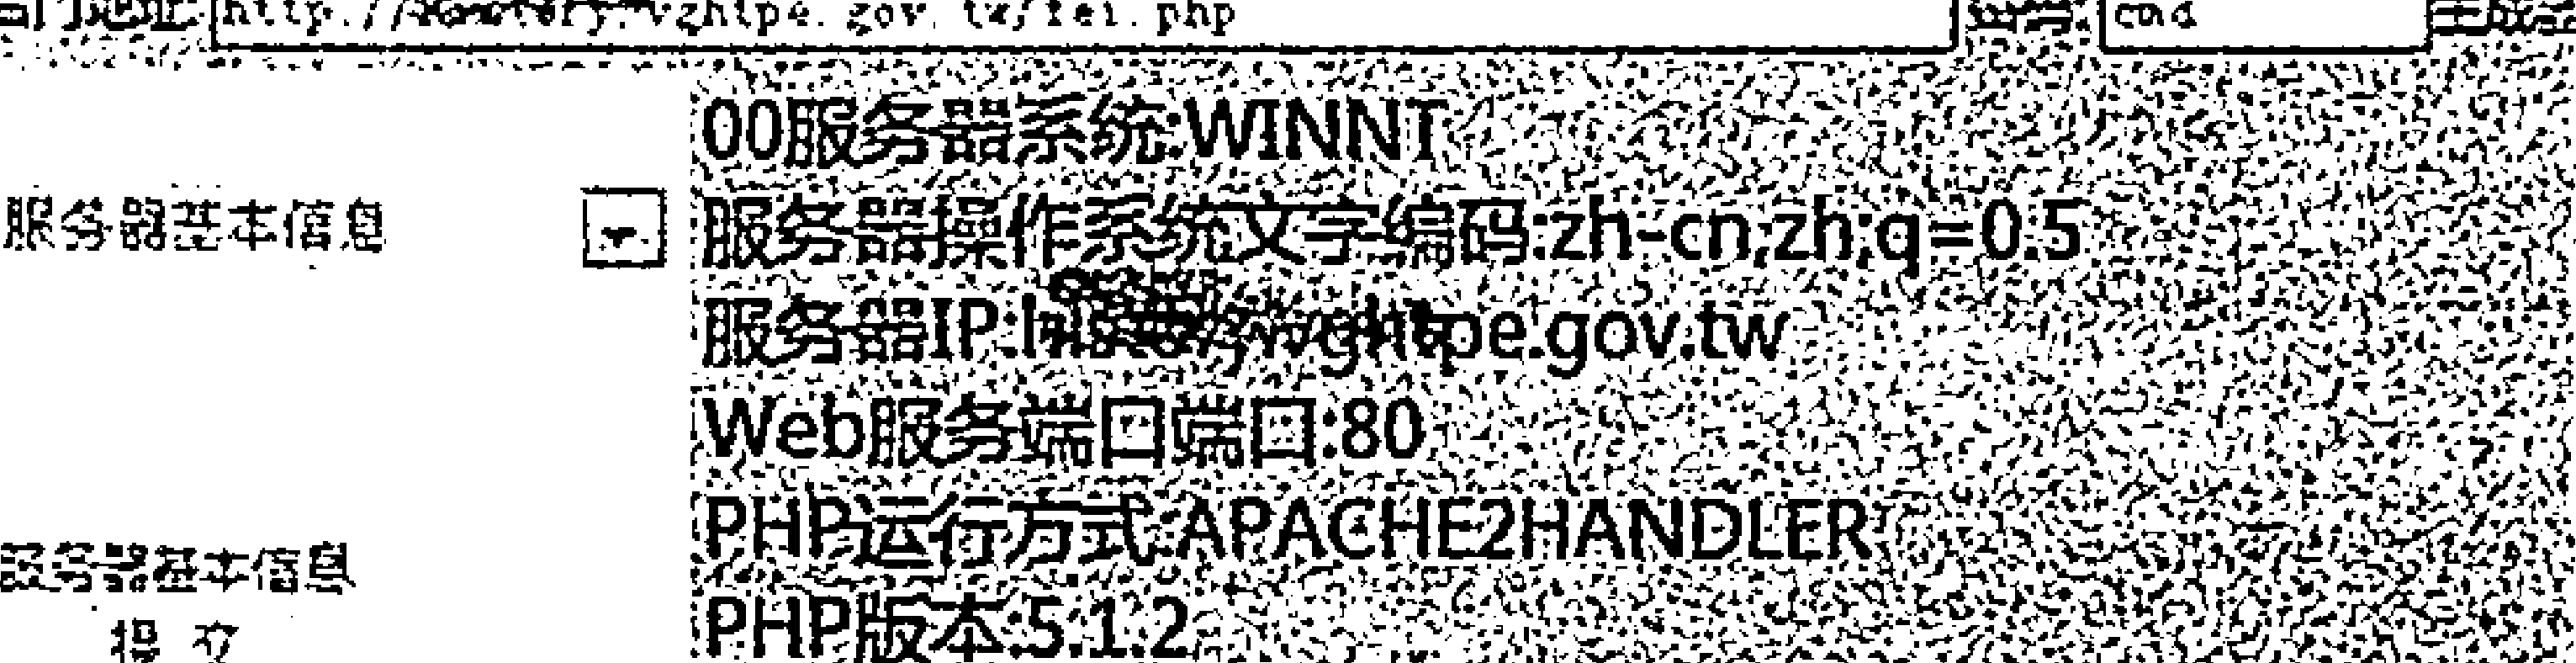 服务器基本信息
00服务器系统:WINNT
服务器操作系统文字编码:zh-cn,zh;q=0.5
服务器IP: ghtpe.gov.tw
Web服务端口端口:80
PHP运行方式:APACHE2HANDLER
PHP版本:5.1.2
服务器基本信息